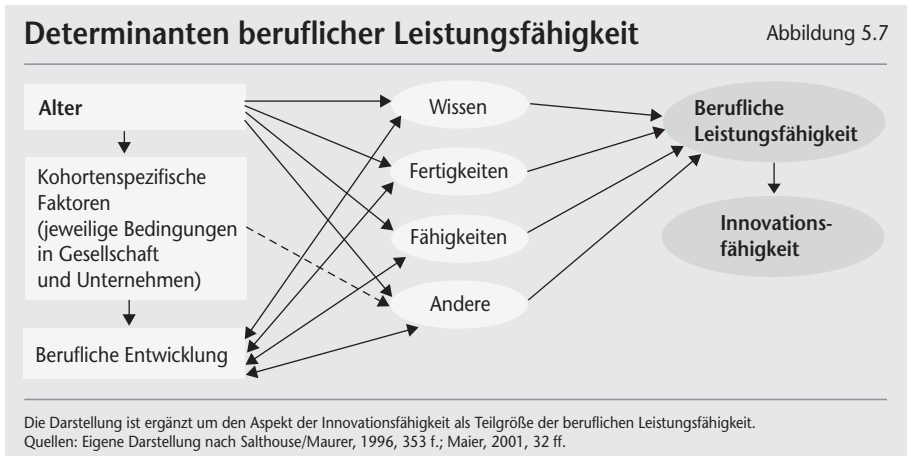 Determinanten beruflicher Leistungsfähigkeit
Abbildung 5.7
Alter
Kohortenspezifische
Faktoren
(jeweilige Bedingungen
in Gesellschaft
und Unternehmen)
Berufliche Entwicklung
Wissen
Fertigkeiten
Fähigkeiten
Andere
Berufliche
Leistungsfähigkeit
Innovations-
fähigkeit
Die Darstellung ist ergänzt um den Aspekt der Innovationsfähigkeit als Teilgröße der beruflichen Leistungsfähigkeit.
Quellen: Eigene Darstellung nach Salthouse/Maurer, 1996, 353 f.; Maier, 2001, 32 ff.